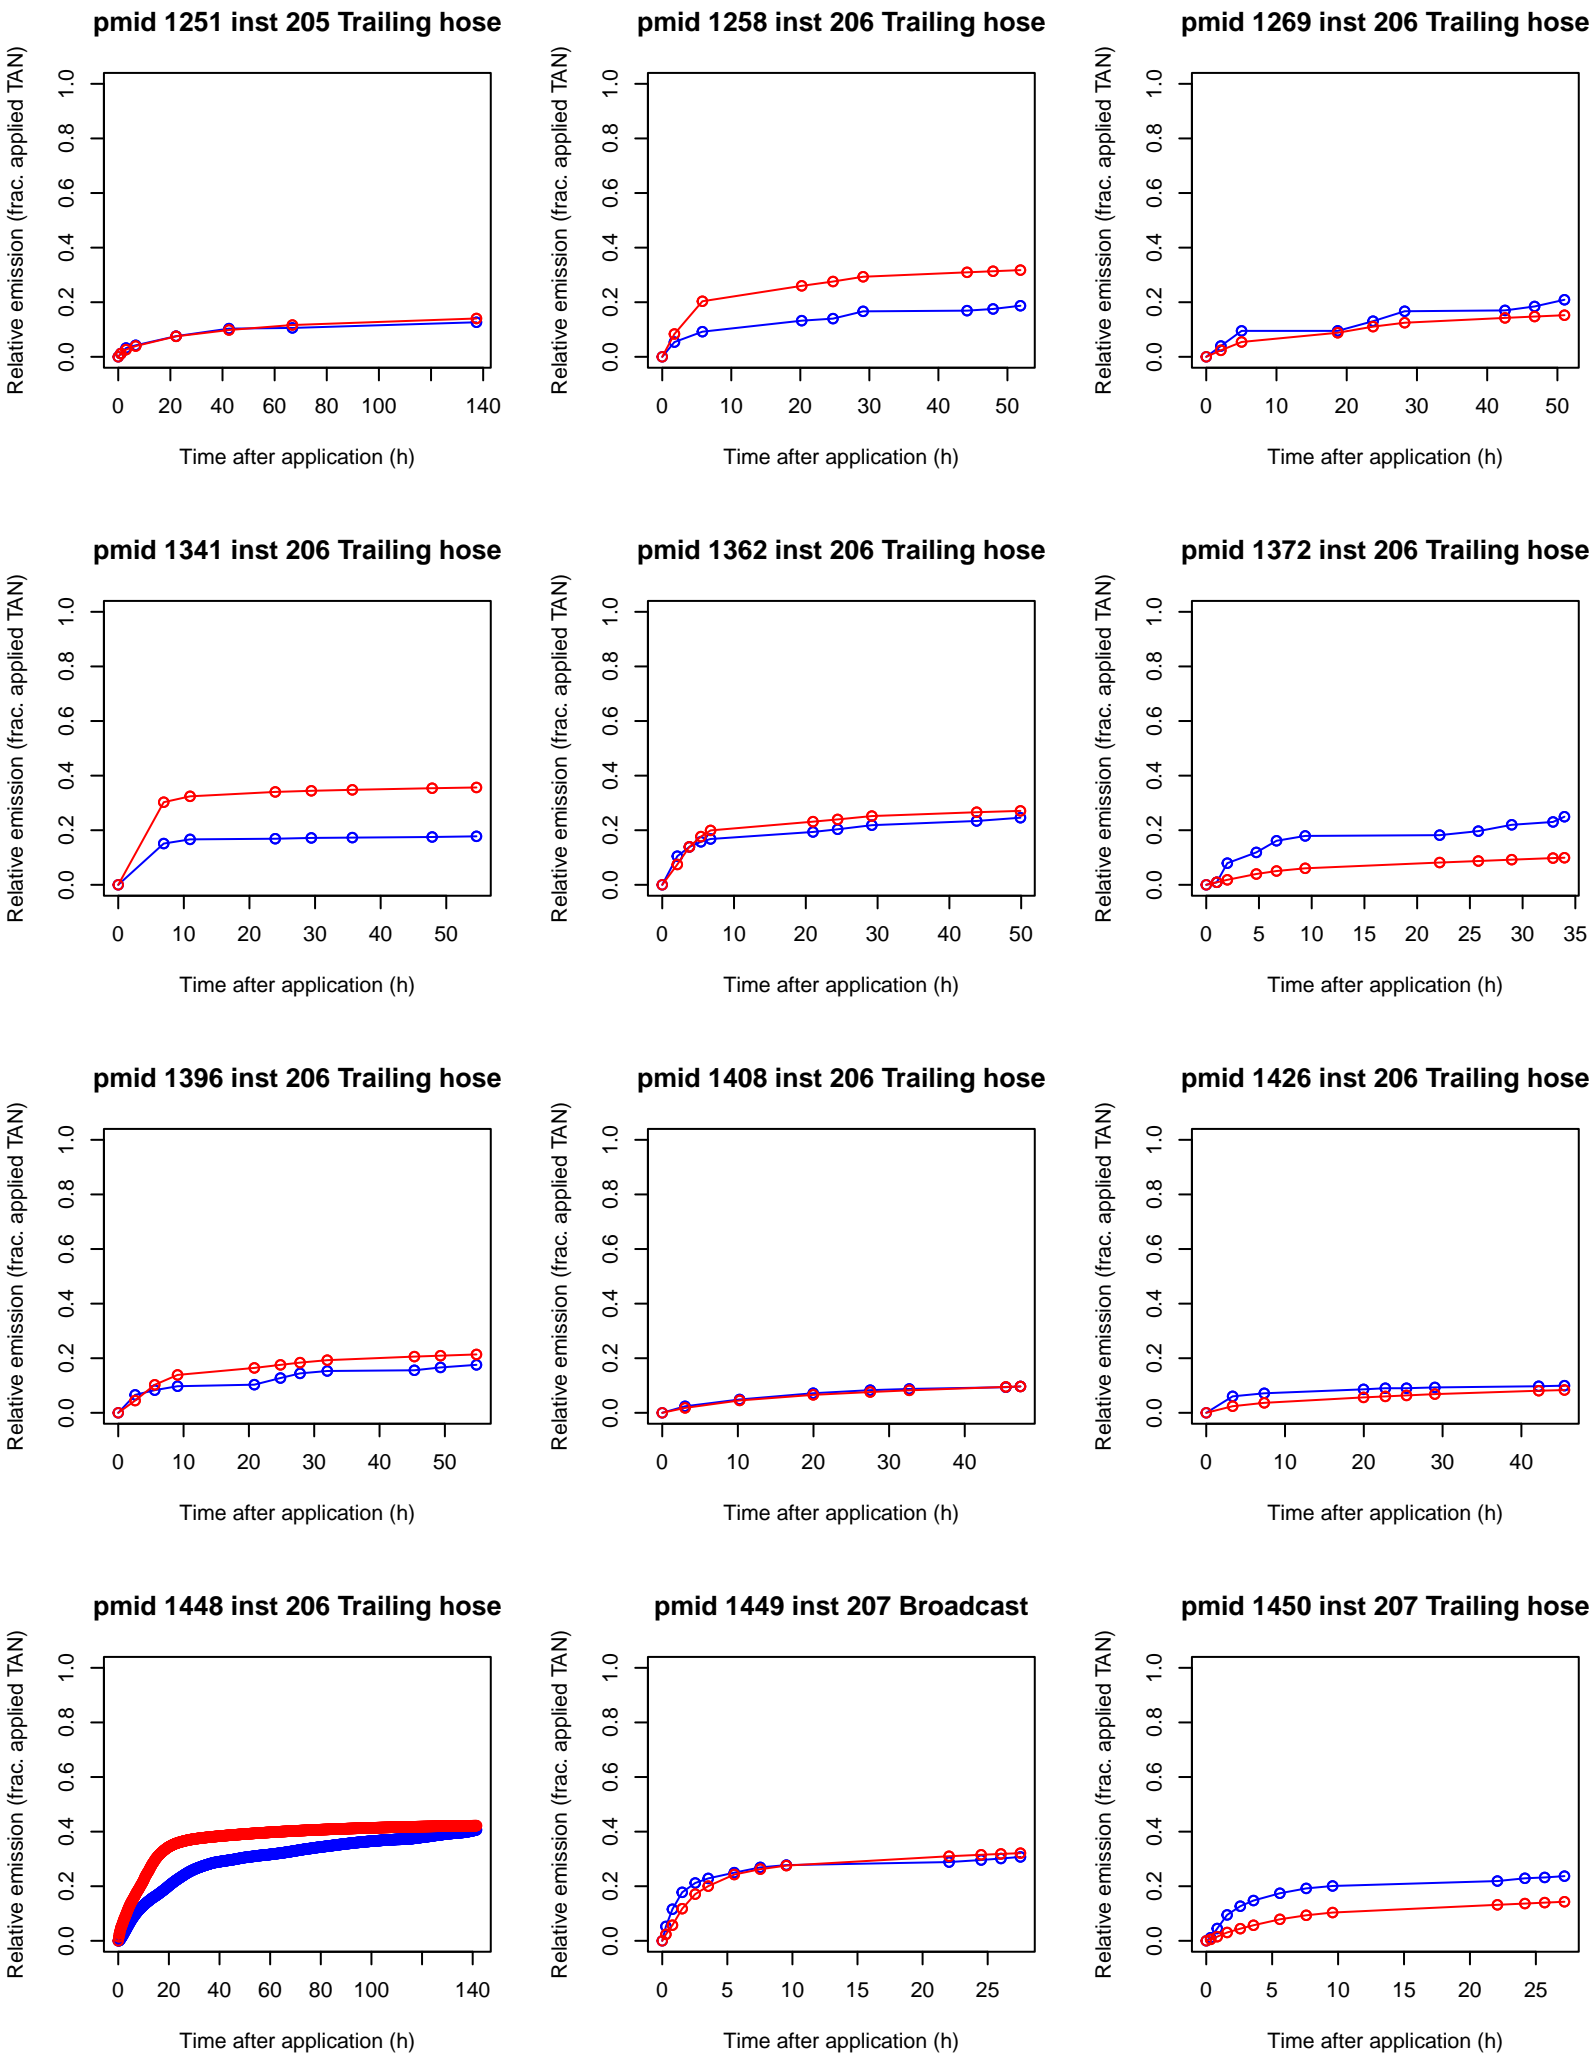 pmid 1251 inst 205 Trailing hose
Relative emission (frac. applied TAN)
1.0
0.8
0.6
0.4
0.2
0.0
0 20 40 60 80 100 140
Time after application (h)
pmid 1258 inst 206 Trailing hose
Relative emission (frac. applied TAN)
1.0
0.8
0.6
0.4
0.2
0.0
0 10 20 30 40 50
Time after application (h)
pmid 1269 inst 206 Trailing hose
Relative emission (frac. applied TAN)
1.0
0.8
0.6
0.4
0.2
0.0
0 10 20 30 40 50
Time after application (h)
pmid 1341 inst 206 Trailing hose
Relative emission (frac. applied TAN)
1.0
0.8
0.6
0.4
0.2
0.0
0 10 20 30 40 50
Time after application (h)
pmid 1362 inst 206 Trailing hose
Relative emission (frac. applied TAN)
1.0
0.8
0.6
0.4
0.2
0.0
0 10 20 30 40 50
Time after application (h)
pmid 1372 inst 206 Trailing hose
Relative emission (frac. applied TAN)
1.0
0.8
0.6
0.4
0.2
0.0
0 5 10 15 20 25 30 35
Time after application (h)
pmid 1396 inst 206 Trailing hose
Relative emission (frac. applied TAN)
1.0
0.8
0.6
0.4
0.2
0.0
0 10 20 30 40 50
Time after application (h)
pmid 1408 inst 206 Trailing hose
Relative emission (frac. applied TAN)
1.0
0.8
0.6
0.4
0.2
0.0
0 10 20 30 40
Time after application (h)
pmid 1426 inst 206 Trailing hose
Relative emission (frac. applied TAN)
1.0
0.8
0.6
0.4
0.2
0.0
0 10 20 30 40
Time after application (h)
pmid 1448 inst 206 Trailing hose
Relative emission (frac. applied TAN)
1.0
0.8
0.6
0.4
0.2
0.0
0 20 40 60 80 100 140
Time after application (h)
pmid 1449 inst 207 Broadcast
Relative emission (frac. applied TAN)
1.0
0.8
0.6
0.4
0.2
0.0
0 5 10 15 20 25
Time after application (h)
pmid 1450 inst 207 Trailing hose
Relative emission (frac. applied TAN)
1.0
0.8
0.6
0.4
0.2
0.0
0 5 10 15 20 25
Time after application (h)